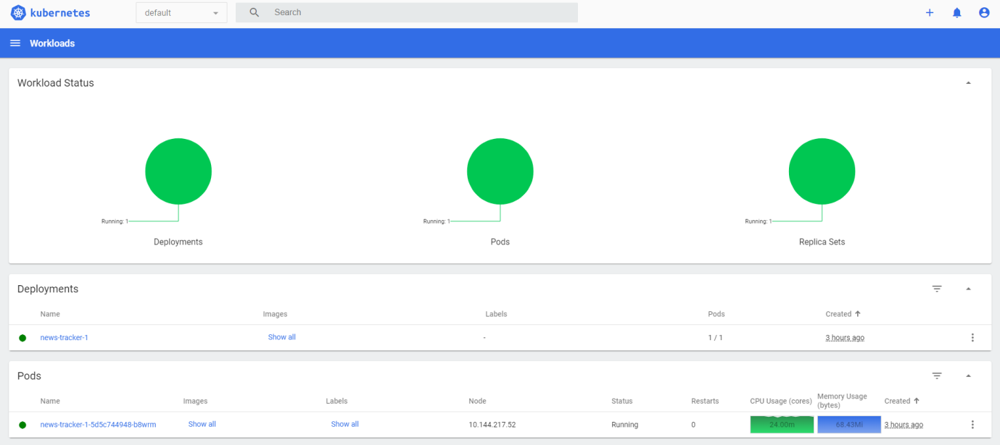 kubernetes default Search
Workloads
Workload Status
Running: 1 Running: 1 Running: 1
Deployments Pods Replica Sets
Deployments
Name Images Labels Pods Created
news-tracker-1 Show all - 1 / 1 3 hours ago
Pods
Name Images Labels Node Status Restarts CPU Usage (cores) Memory Usage (bytes) Created
news-tracker-1-5d5c744948-b8wrm Show all Show all 10.144.217.52 Running 0 24.00m 68.43Mi 3 hours ago